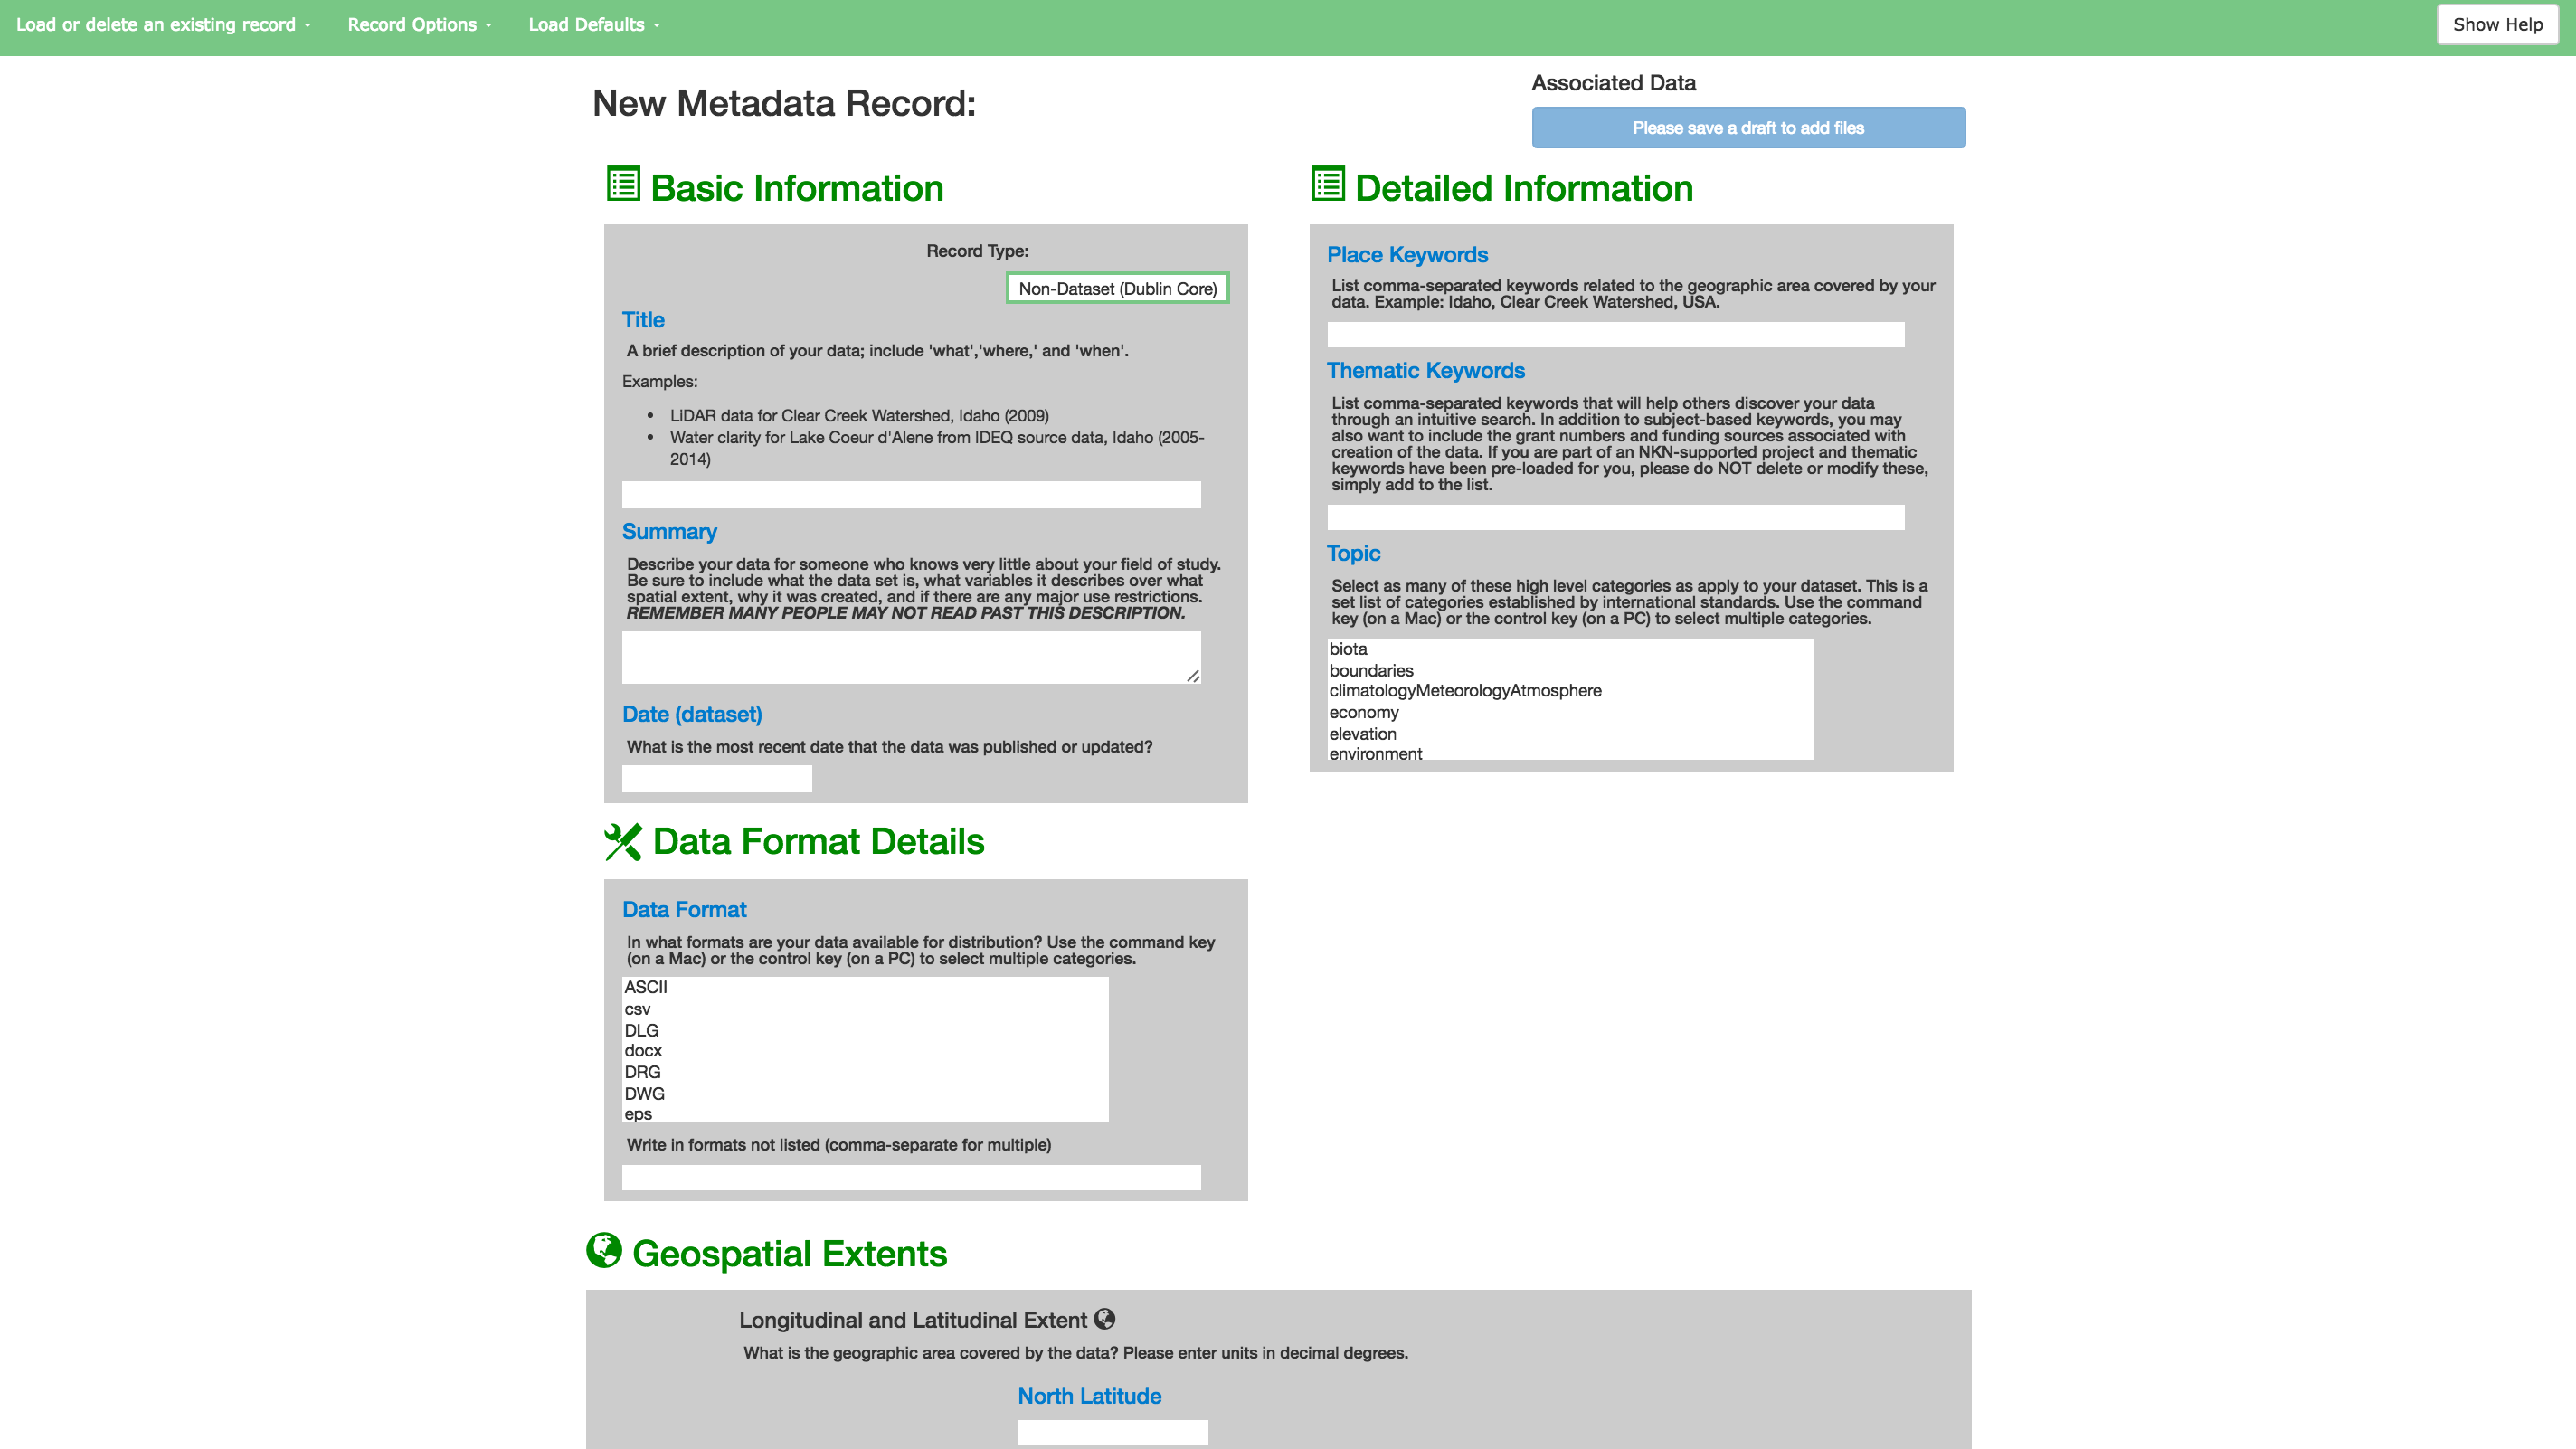 Load or delete an existing record
Record Options
Load Defaults
Show Help
New Metadata Record:
Associated Data
Please save a draft to add files
Basic Information
Record Type:
Non-Dataset (Dublin Core)
Title
A brief description of your data; include 'what','where,' and 'when'.
Examples:
LiDAR data for Clear Creek Watershed, Idaho (2009)
Water clarity for Lake Coeur d'Alene from IDEQ source data, Idaho (2005-
2014)
Summary
Describe your data for someone who knows very little about your field of study.
Be sure to include what the data set is, what variables it describes over what
spatial extent, why it was created, and if there are any major use restrictions.
REMEMBER MANY PEOPLE MAY NOT READ PAST THIS DESCRIPTION.
Date (dataset)
What is the most recent date that the data was published or updated?
Detailed Information
Place Keywords
List comma-separated keywords related to the geographic area covered by your
data. Example: Idaho, Clear Creek Watershed, USA.
Thematic Keywords
List comma-separated keywords that will help others discover your data
through an intuitive search. In addition to subject-based keywords, you may
also want to include the grant numbers and funding sources associated with
creation of the data. If you are part of an NKN-supported project and thematic
keywords have been pre-loaded for you, please do NOT delete or modify these,
simply add to the list.
Topic
Select as many of these high level categories as apply to your dataset. This is a
set list of categories established by international standards. Use the command
key (on a Mac) or the control key (on a PC) to select multiple categories.
biota
boundaries
climatologyMeteorologyAtmosphere
economy
elevation
environment
Data Format Details
Data Format
In what formats are your data available for distribution? Use the command key
(on a Mac) or the control key (on a PC) to select multiple categories.
ASCII
csv
DLG
docx
DRG
DWG
eps
Write in formats not listed (comma-separate for multiple)
Geospatial Extents
Longitudinal and Latitudinal Extent
What is the geographic area covered by the data? Please enter units in decimal degrees.
North Latitude